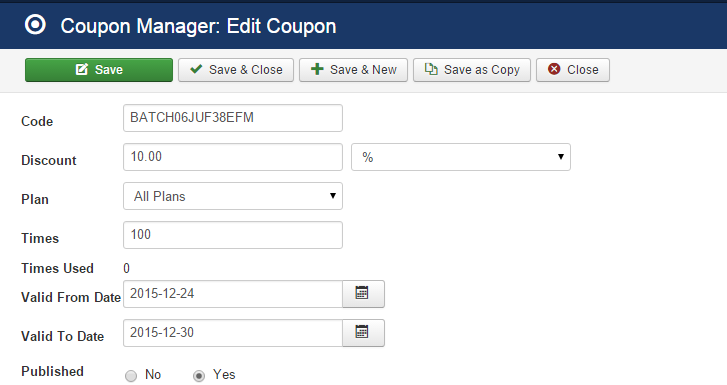 Coupon Manager: Edit Coupon
Save Save & Close Save & New Save as Copy Close
Code BATCH06JUF38EFM
Discount 10.00 %
Plan All Plans
Times 100
Times Used 0
Valid From Date 2015-12-24
Valid To Date 2015-12-30
Published No Yes